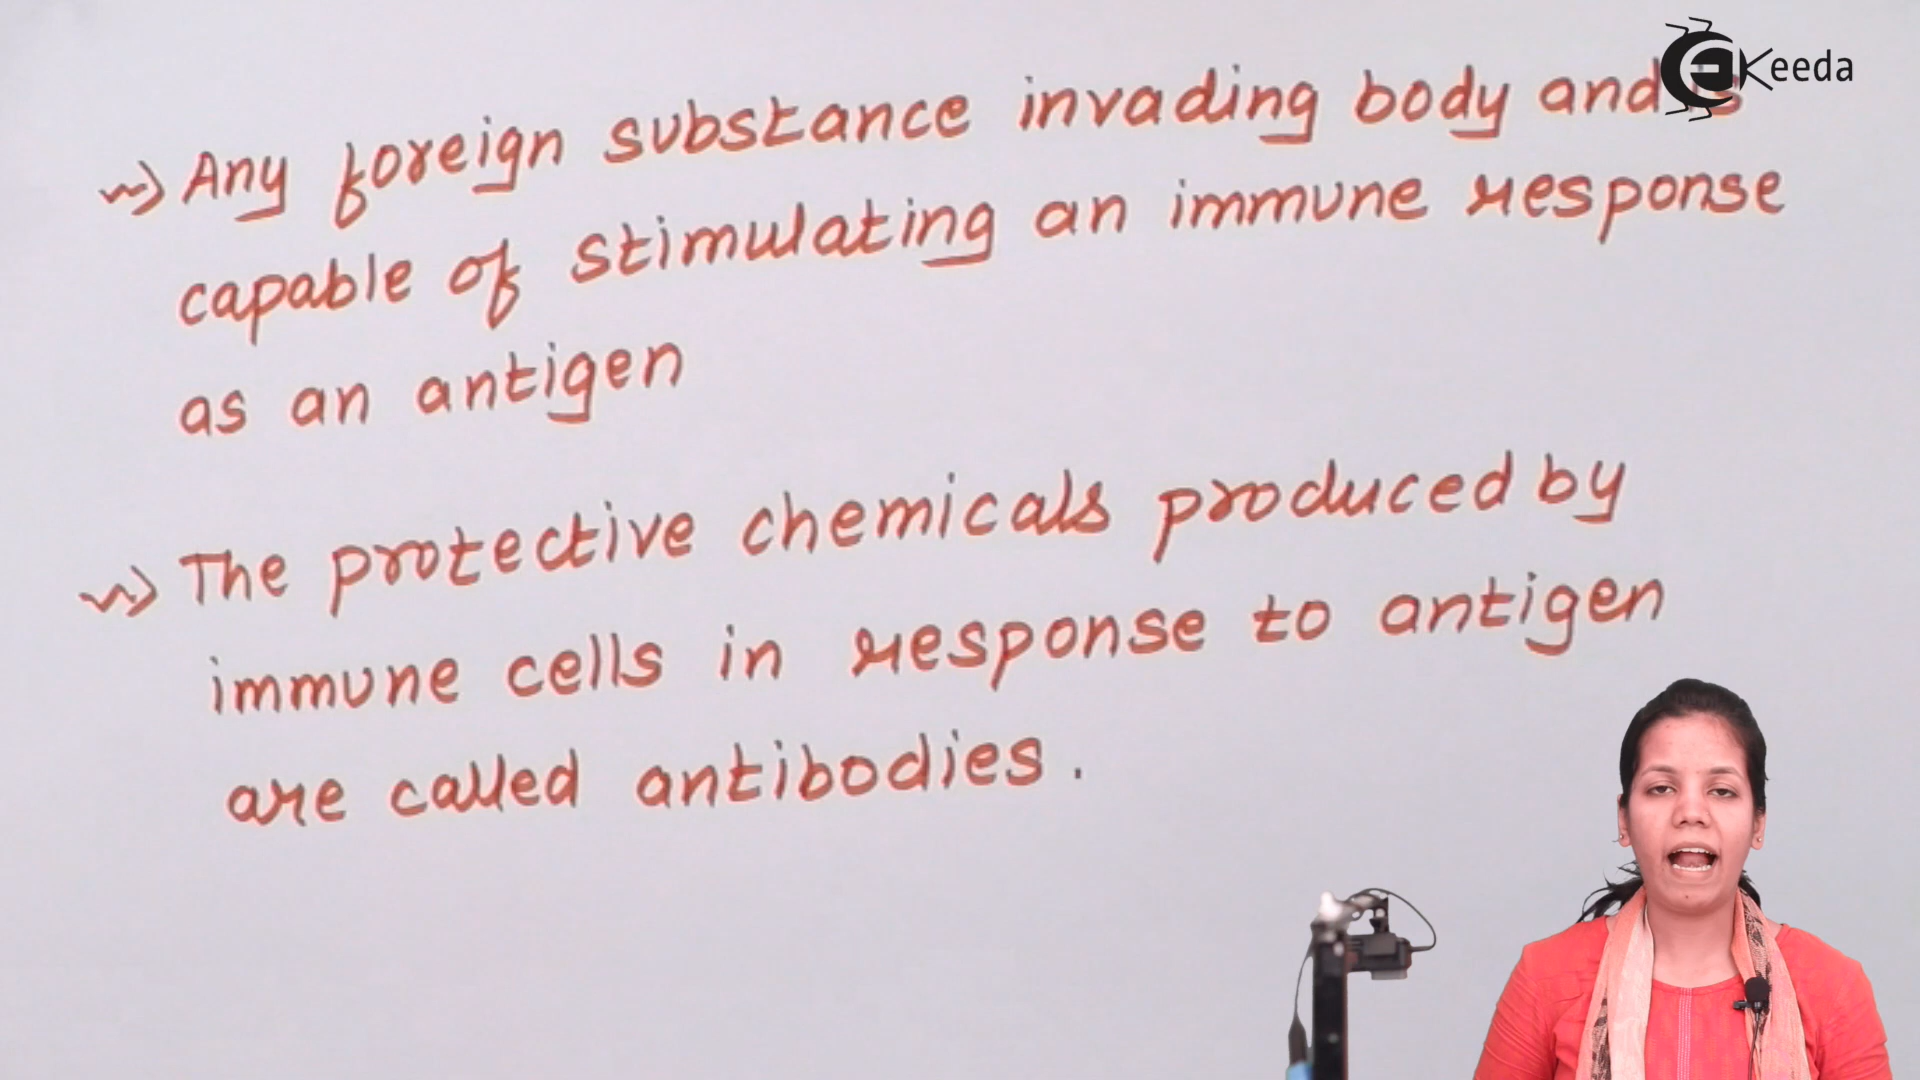 Keeda
Any foreign substance invading body and is
capable of stimulating an immune response
as an antigen
The protective chemicals produced by
immune cells in response to antigen
are called antibodies.